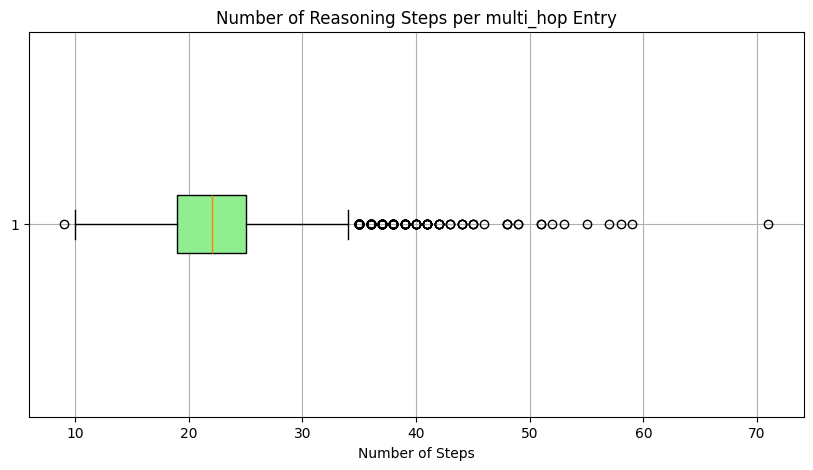 Number of Reasoning Steps per multi_hop Entry
1
10 20 30 40 50 60 70
Number of Steps